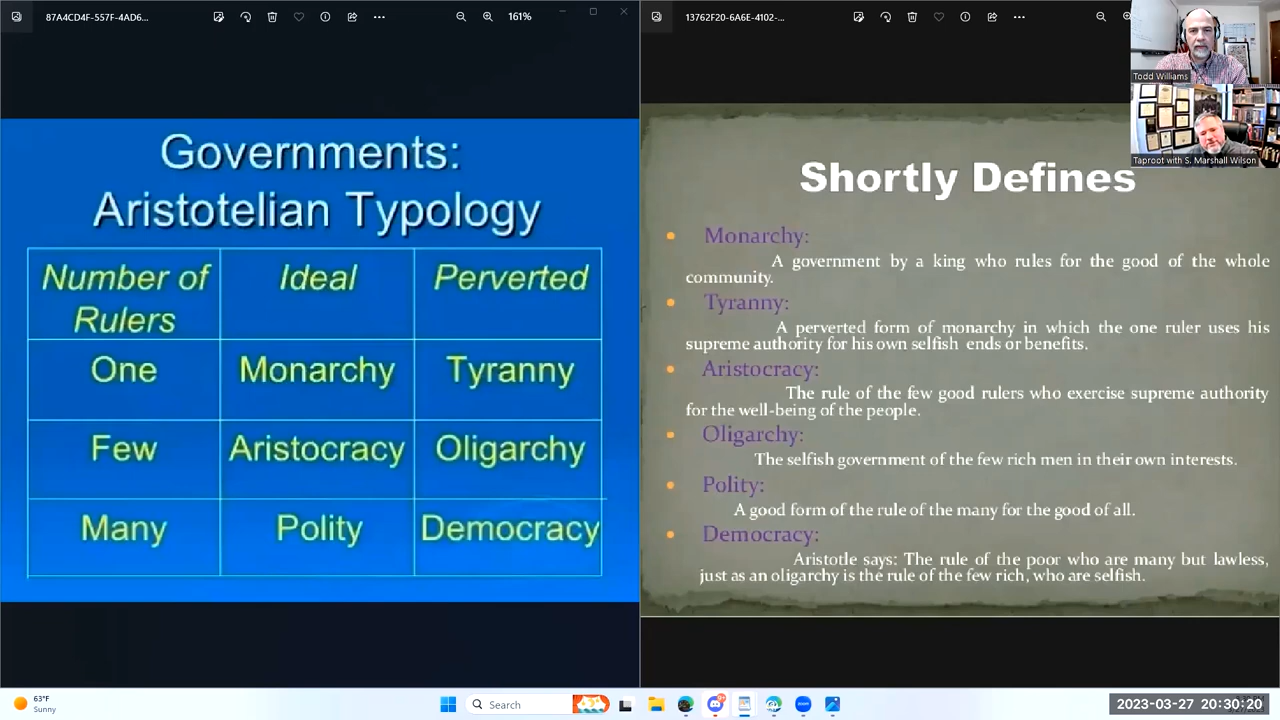 87A4CD4F-557F-4AD6...
161%
13762F20-6A6E-4102-...
Todd Williams
Taproot with S. Marshall Wilson
Governments:
Aristotelian Typology
Number of Rulers
Ideal
Perverted
One
Monarchy
Tyranny
Few
Aristocracy
Oligarchy
Many
Polity
Democracy
Shortly Defines
Monarchy:
A government by a king who rules for the good of the whole
community.
Tyranny:
A perverted form of monarchy in which the one ruler uses his
supreme authority for his own selfish ends or benefits.
Aristocracy:
The rule of the few good rulers who exercise supreme authority
for the well-being of the people.
Oligarchy:
The selfish government of the few rich men in their own interests.
Polity:
A good form of the rule of the many for the good of all.
Democracy:
Aristotle says: The rule of the poor who are many but lawless,
just as an oligarchy is the rule of the few rich, who are selfish.
63°F
Sunny
Search
2023-03-27 20:30:20